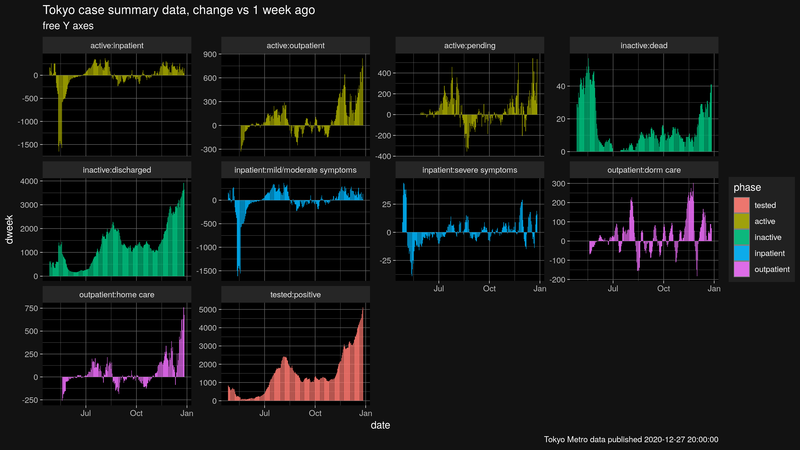 Tokyo case summary data, change vs 1 week ago
free Y axes
active:inpatient
active:outpatient
active:pending
inactive:dead
0
-500
-1000
-1500
900
600
300
0
-300
400
200
0
-200
-400
40
20
0
inactive:discharged
inpatient:mild/moderate symptoms
inpatient:severe symptoms
outpatient:dorm care
4000
3000
2000
1000
0
0
-500
-1000
-1500
25
0
-25
300
200
100
0
-100
-200
Jul Oct Jan
Jul Oct Jan
outpatient:home care
tested:positive
750
500
250
0
-250
5000
4000
3000
2000
1000
0
Jul Oct Jan
Jul Oct Jan
dweek
date
phase
tested
active
inactive
inpatient
outpatient
Tokyo Metro data published 2020-12-27 20:00:00